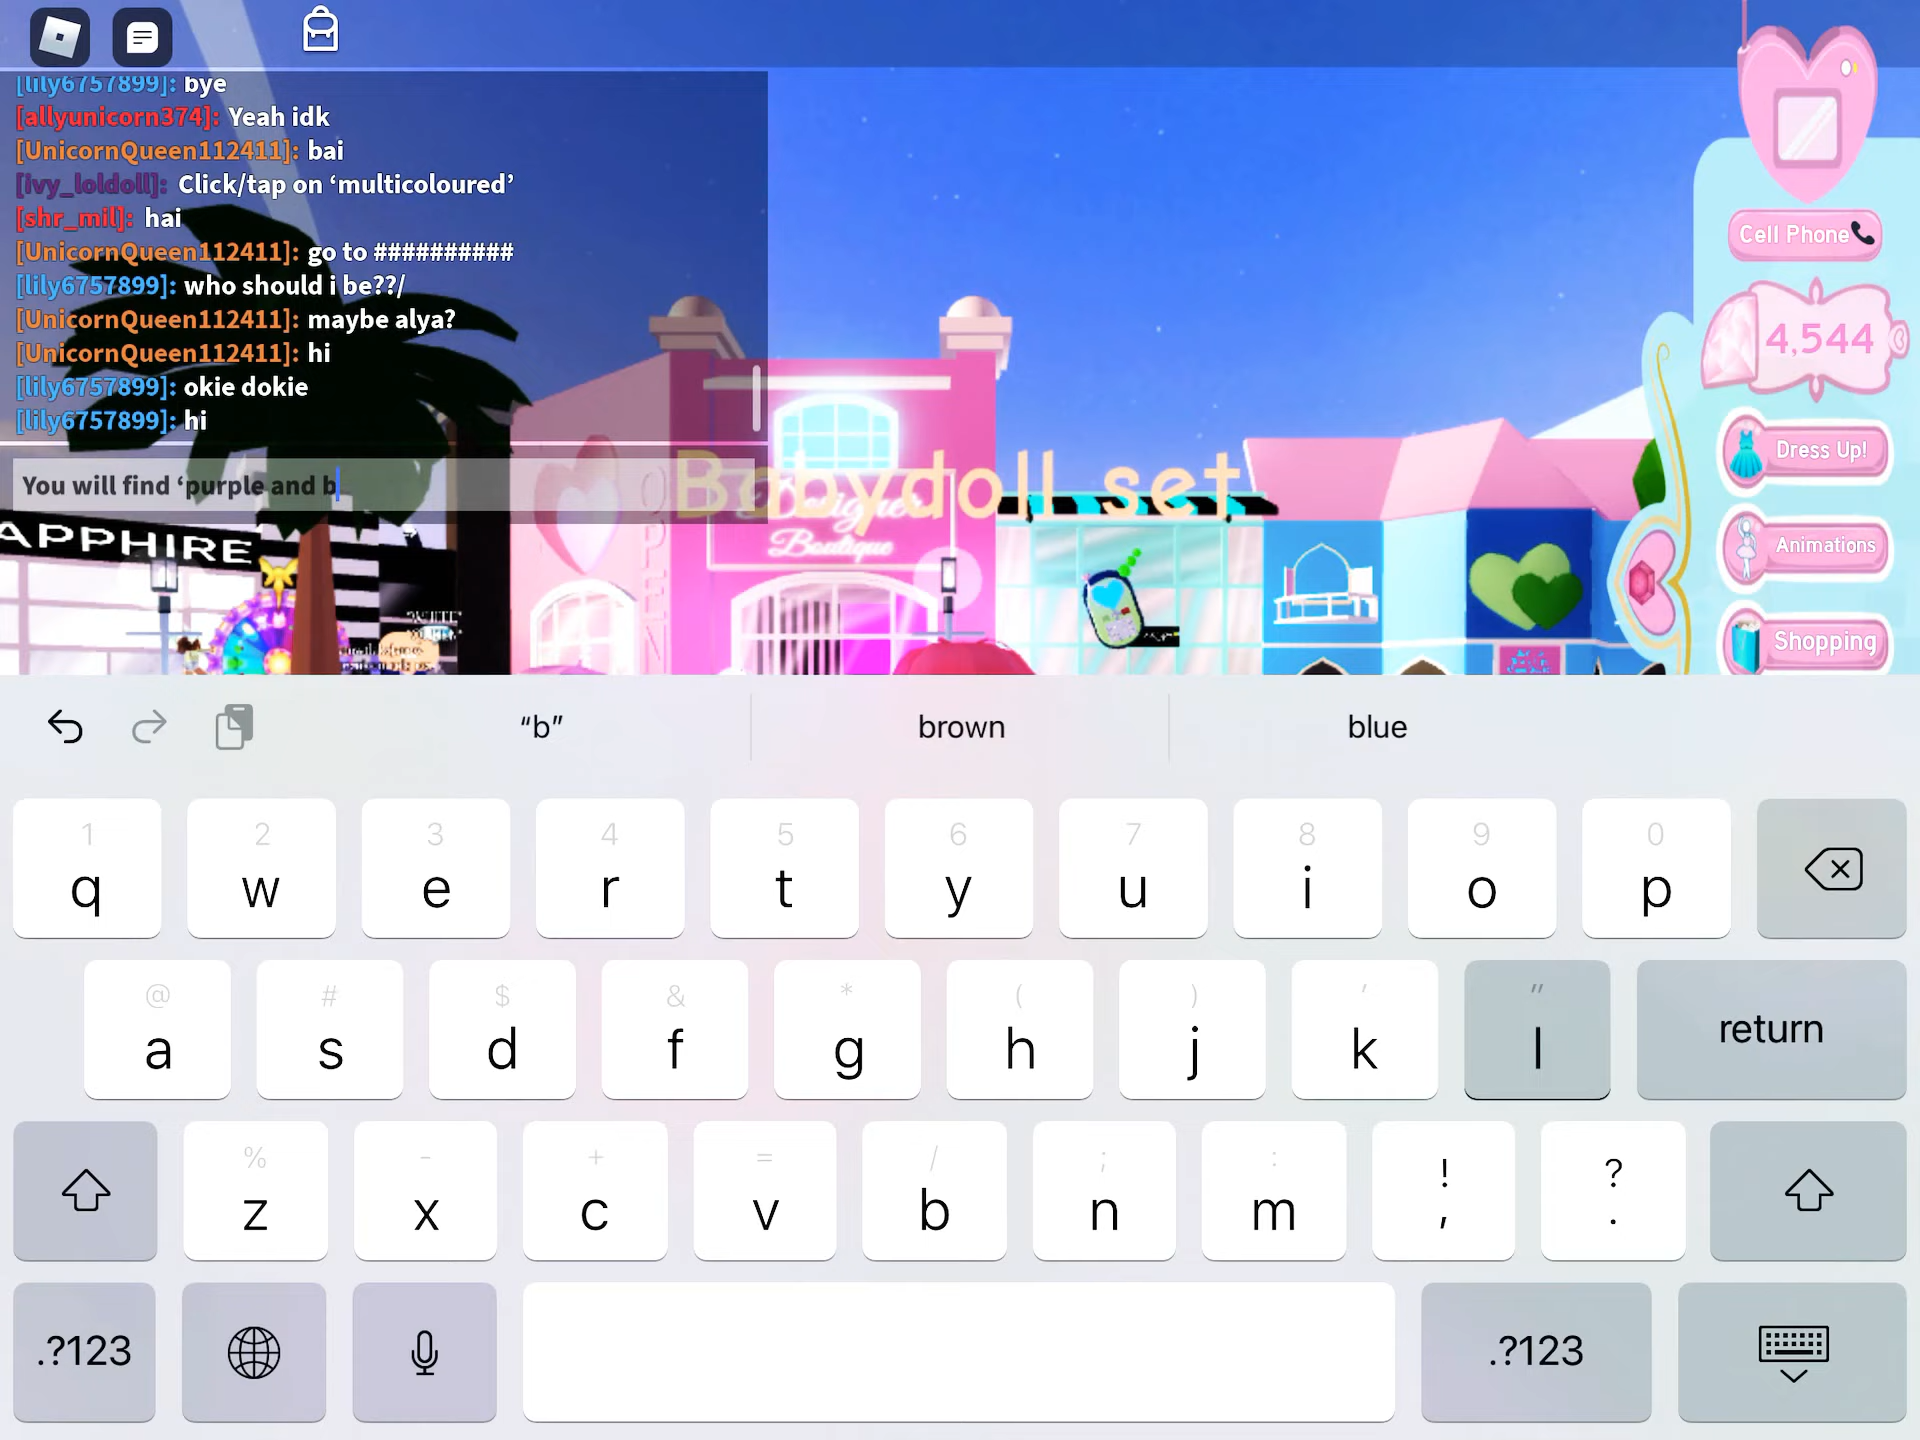 [lily6757899]: bye
[allyunicorn374]: Yeah idk
[UnicornQueen112411]: bai
[Ivy_loldoll]: Click/tap on ‘multicoloured’
[shr_mil]: hai
[UnicornQueen112411]: go to ##########
[lily6757899]: who should i be??/
[UnicornQueen112411]: maybe alya?
[UnicornQueen112411]: hi
[lily6757899]: okie dokie
[lily6757899]: hi
You will find ‘purple and b
Babydoll set
Designer
Boutique
OPEN
APPHIRE
Cell Phone
4,544
Dress Up!
Animations
Shopping
“b” brown blue
1 2 3 4 5 6 7 8 9 0
q w e r t y u i o p
@ # $ & * ( ) ' "
a s d f g h j k l return
% - + = / ; : ! ?
z x c v b n m , .
.?123 .?123